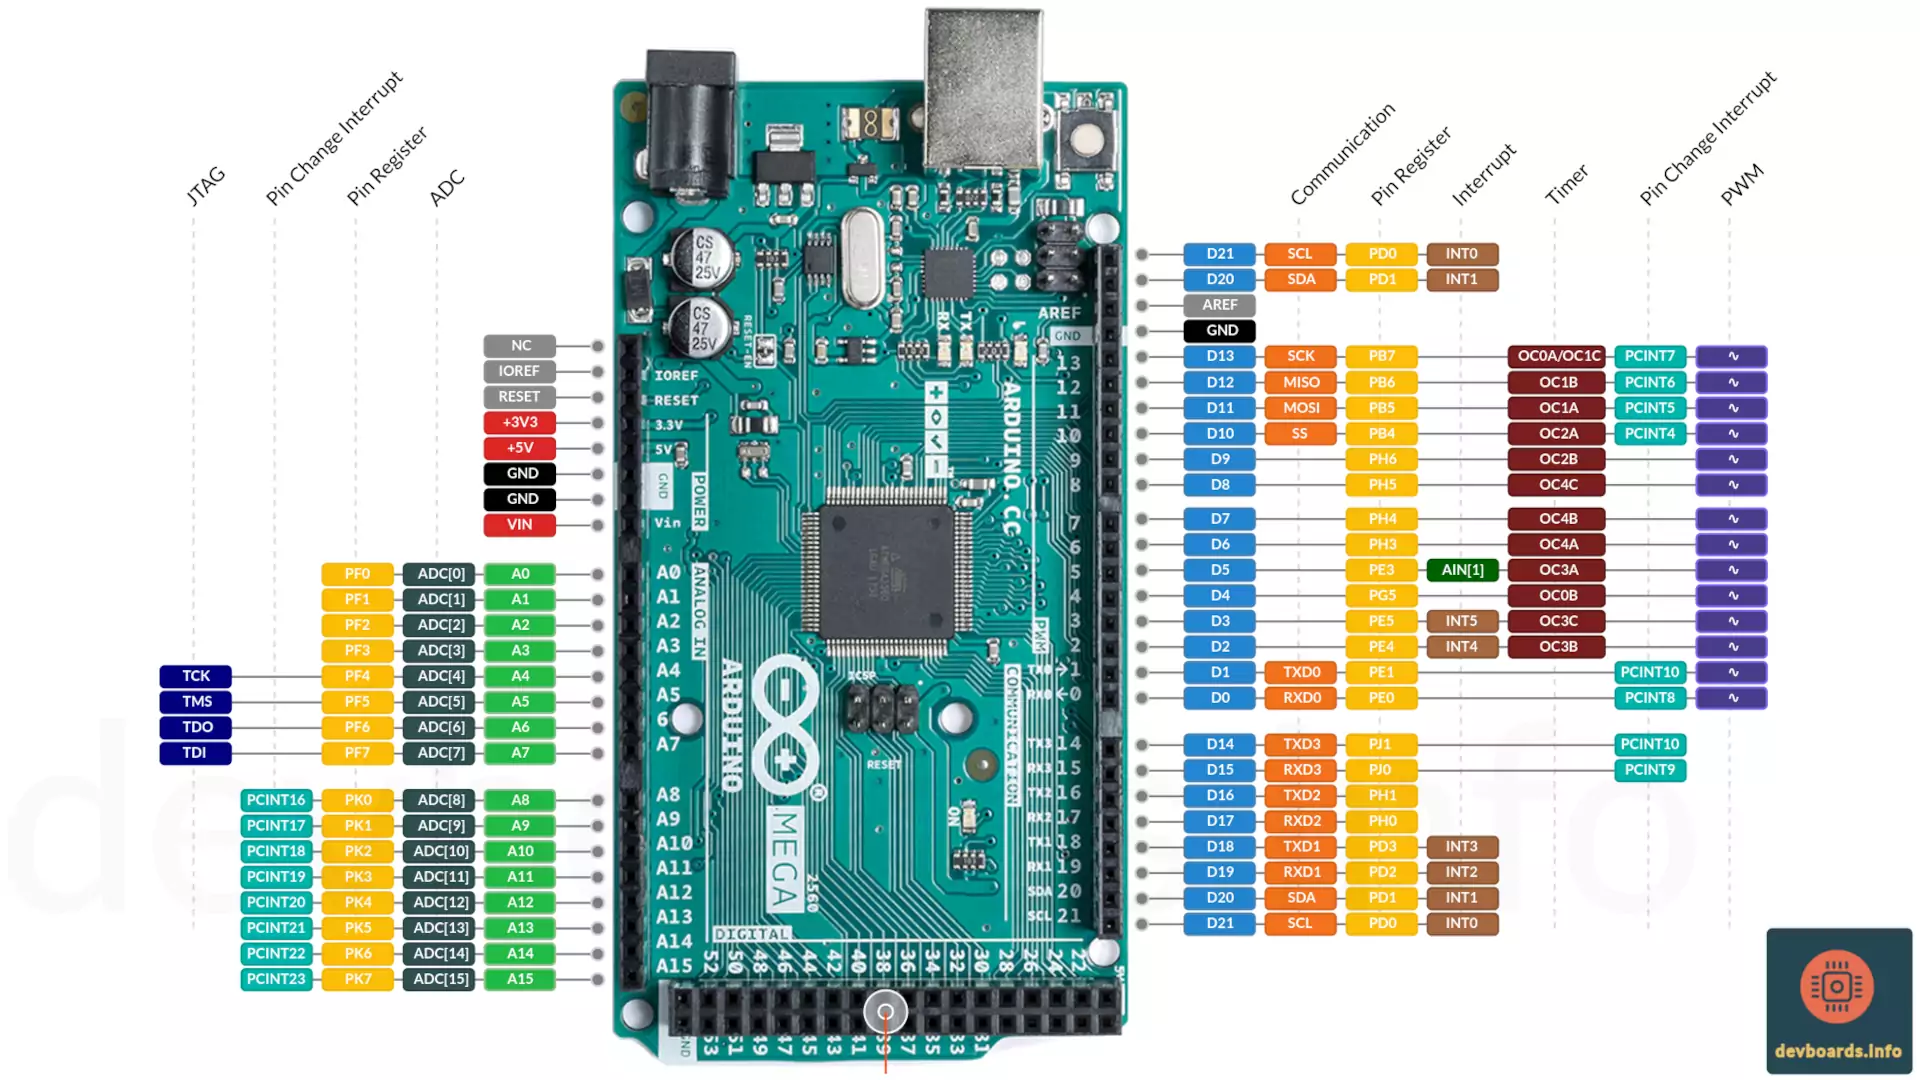 JTAG
Pin Change Interrupt
Pin Register
ADC
Communication
Pin Register
Interrupt
Timer
Pin Change Interrupt
PWM
NC
IOREF
RESET
+3V3
+5V
GND
GND
VIN
PF0 ADC[0] A0
PF1 ADC[1] A1
PF2 ADC[2] A2
PF3 ADC[3] A3
TCK PF4 ADC[4] A4
TMS PF5 ADC[5] A5
TDO PF6 ADC[6] A6
TDI PF7 ADC[7] A7
PCINT16 PK0 ADC[8] A8
PCINT17 PK1 ADC[9] A9
PCINT18 PK2 ADC[10] A10
PCINT19 PK3 ADC[11] A11
PCINT20 PK4 ADC[12] A12
PCINT21 PK5 ADC[13] A13
PCINT22 PK6 ADC[14] A14
PCINT23 PK7 ADC[15] A15
CS
47
25V
CS
47
25V
RESET-EN
RX
TX
L
AREF
GND
IOREF
RESET
3.3V
5V
GND
Vin
POWER
A0
A1
A2
A3
A4
A5
6
A7
ANALOG IN
A8
A9
A10
A11
A12
A13
A14
A15
13
12
11
10
9
8
7
6
5
4
3
2
TX0→1
RX0←0
PWM
TX3 14
RX3 15
TX2 16
RX2 17
TX1 18
RX1 19
SDA 20
SCL 21
COMMUNICATION
ARDUINO.CC
ICSP
RESET
ON
ARDUINO
MEGA
2560
DIGITAL
52 50 48 46 44 42 40 38 36 34 32 30 28 26 24 22
GND 53 51 49 47 45 43 41 39 37 35 33 31
D21 SCL PD0 INT0
D20 SDA PD1 INT1
AREF
GND
D13 SCK PB7 OC0A/OC1C PCINT7 ∿
D12 MISO PB6 OC1B PCINT6 ∿
D11 MOSI PB5 OC1A PCINT5 ∿
D10 SS PB4 OC2A PCINT4 ∿
D9 PH6 OC2B ∿
D8 PH5 OC4C ∿
D7 PH4 OC4B ∿
D6 PH3 OC4A ∿
D5 PE3 AIN[1] OC3A ∿
D4 PG5 OC0B ∿
D3 PE5 INT5 OC3C ∿
D2 PE4 INT4 OC3B ∿
D1 TXD0 PE1 PCINT10 ∿
D0 RXD0 PE0 PCINT8 ∿
D14 TXD3 PJ1 PCINT10
D15 RXD3 PJ0 PCINT9
D16 TXD2 PH1
D17 RXD2 PH0
D18 TXD1 PD3 INT3
D19 RXD1 PD2 INT2
D20 SDA PD1 INT1
D21 SCL PD0 INT0
devboards.info